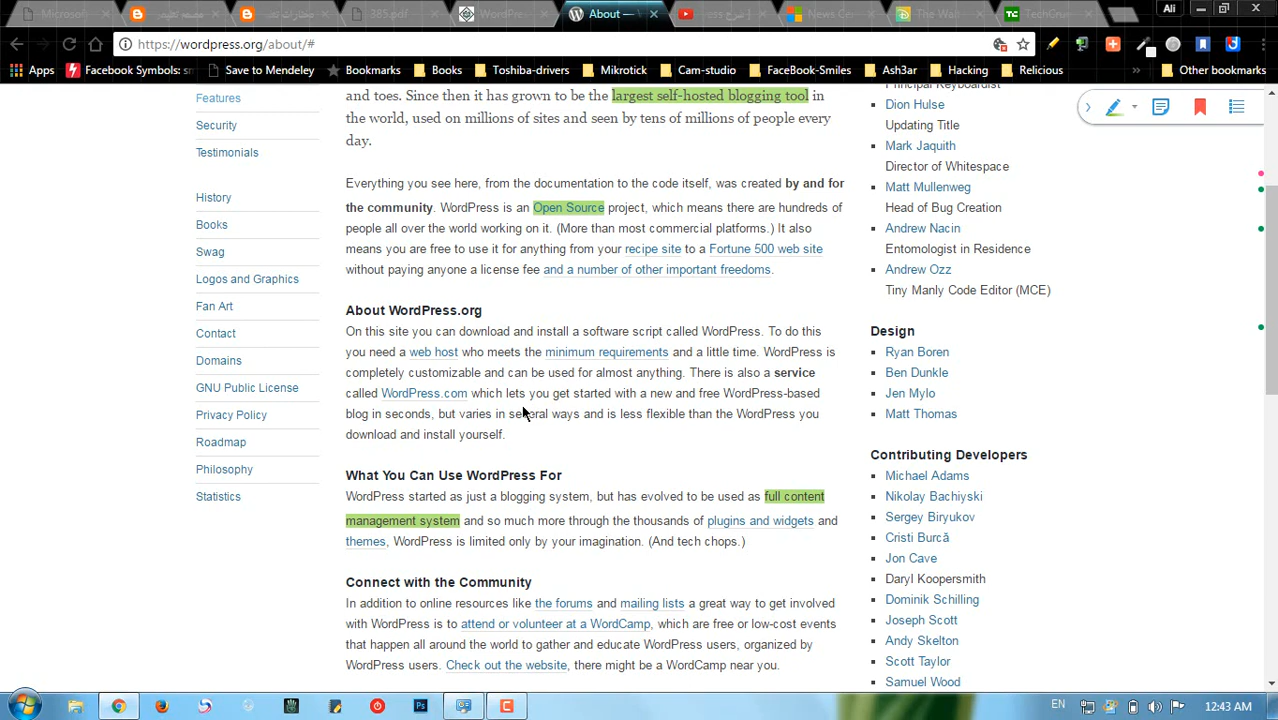 Microsoft
385.pdf
WordPres
About —
News Ce
The Wa
TechCru
Ali
https://wordpress.org/about/#
Apps
Facebook Symbols: sm
Save to Mendeley
Bookmarks
Books
Toshiba-drivers
Mikrotick
Cam-studio
FaceBook-Smiles
Ash3ar
Hacking
Relicious
»
Other bookmarks
Features
Security
Testimonials
History
Books
Swag
Logos and Graphics
Fan Art
Contact
Domains
GNU Public License
Privacy Policy
Roadmap
Philosophy
Statistics
and toes. Since then it has grown to be the largest self-hosted blogging tool in
the world, used on millions of sites and seen by tens of millions of people every
day.
Everything you see here, from the documentation to the code itself, was created by and for
the community. WordPress is an Open Source project, which means there are hundreds of
people all over the world working on it. (More than most commercial platforms.) It also
means you are free to use it for anything from your recipe site to a Fortune 500 web site
without paying anyone a license fee and a number of other important freedoms.
About WordPress.org
On this site you can download and install a software script called WordPress. To do this
you need a web host who meets the minimum requirements and a little time. WordPress is
completely customizable and can be used for almost anything. There is also a service
called WordPress.com which lets you get started with a new and free WordPress-based
blog in seconds, but varies in several ways and is less flexible than the WordPress you
download and install yourself.
What You Can Use WordPress For
WordPress started as just a blogging system, but has evolved to be used as full content
management system and so much more through the thousands of plugins and widgets and
themes, WordPress is limited only by your imagination. (And tech chops.)
Connect with the Community
In addition to online resources like the forums and mailing lists a great way to get involved
with WordPress is to attend or volunteer at a WordCamp, which are free or low-cost events
that happen all around the world to gather and educate WordPress users, organized by
WordPress users. Check out the website, there might be a WordCamp near you.
Principal Keyboardist
Dion Hulse
Updating Title
Mark Jaquith
Director of Whitespace
Matt Mullenweg
Head of Bug Creation
Andrew Nacin
Entomologist in Residence
Andrew Ozz
Tiny Manly Code Editor (MCE)
Design
Ryan Boren
Ben Dunkle
Jen Mylo
Matt Thomas
Contributing Developers
Michael Adams
Nikolay Bachiyski
Sergey Biryukov
Cristi Burcă
Jon Cave
Daryl Koopersmith
Dominik Schilling
Joseph Scott
Andy Skelton
Scott Taylor
Samuel Wood
EN
12:43 AM